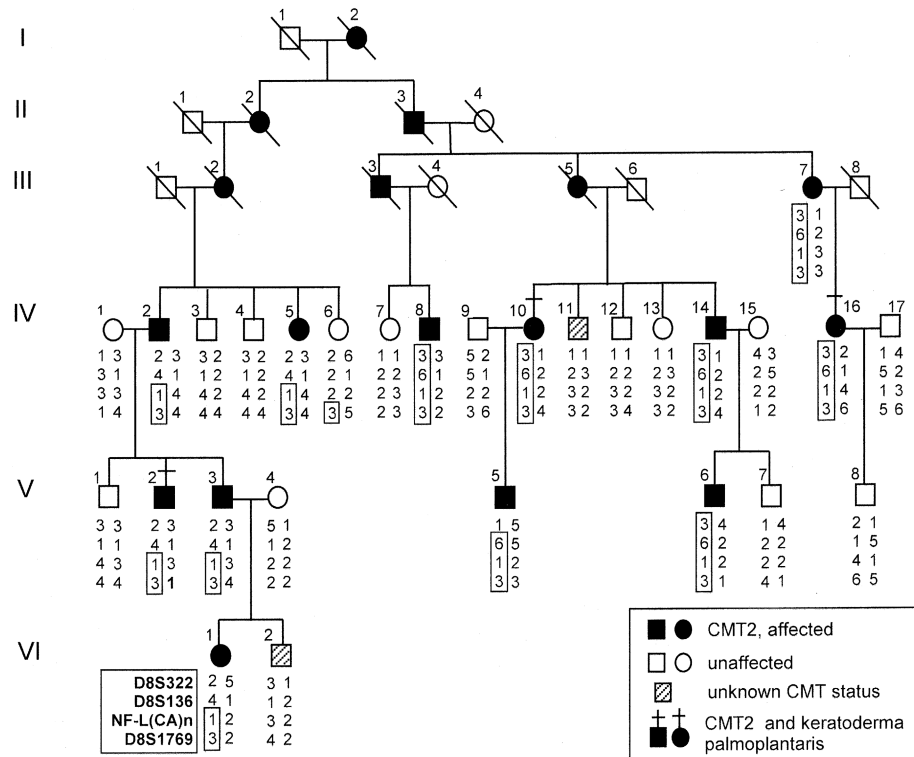 I
1 2
II
1 2 3 4
III
1 2 3 4 5 6 7 8
3 1
6 2
1 3
3 3
IV
1 2 3 4 5 6 7 8 9 10 11 12 13 14 15 16 17
1 3 2 3 3 2 3 2 2 3 2 6 1 1 3 3 5 2 3 1 1 1 1 1 1 1 3 1 4 3 3 2 1 4
3 1 4 1 1 2 1 2 4 1 2 1 2 2 6 1 5 1 6 2 2 3 2 2 2 3 6 2 2 5 6 1 5 2
3 3 1 4 4 2 4 2 1 4 2 2 2 2 1 2 2 2 1 2 2 2 2 2 2 2 1 2 2 2 1 4 1 3
1 4 3 4 4 4 4 4 3 4 3 5 2 3 3 2 3 6 3 4 3 2 3 4 3 2 3 4 1 2 3 6 5 6
V
1 2 3 4 5 6 7 8
3 3 2 3 2 3 5 1 1 5 3 4 1 4 2 1
1 1 4 1 4 1 1 2 6 5 6 2 2 2 1 5
4 3 1 3 1 3 2 2 1 2 1 2 2 2 4 1
4 4 3 1 3 4 2 2 3 3 3 1 4 1 6 5
VI
1 2
D8S322 2 5 3 1
D8S136 4 1 1 2
NF-L(CA)n 1 2 3 2
D8S1769 3 2 4 2
CMT2, affected
unaffected
unknown CMT status
CMT2 and keratoderma
palmoplantaris